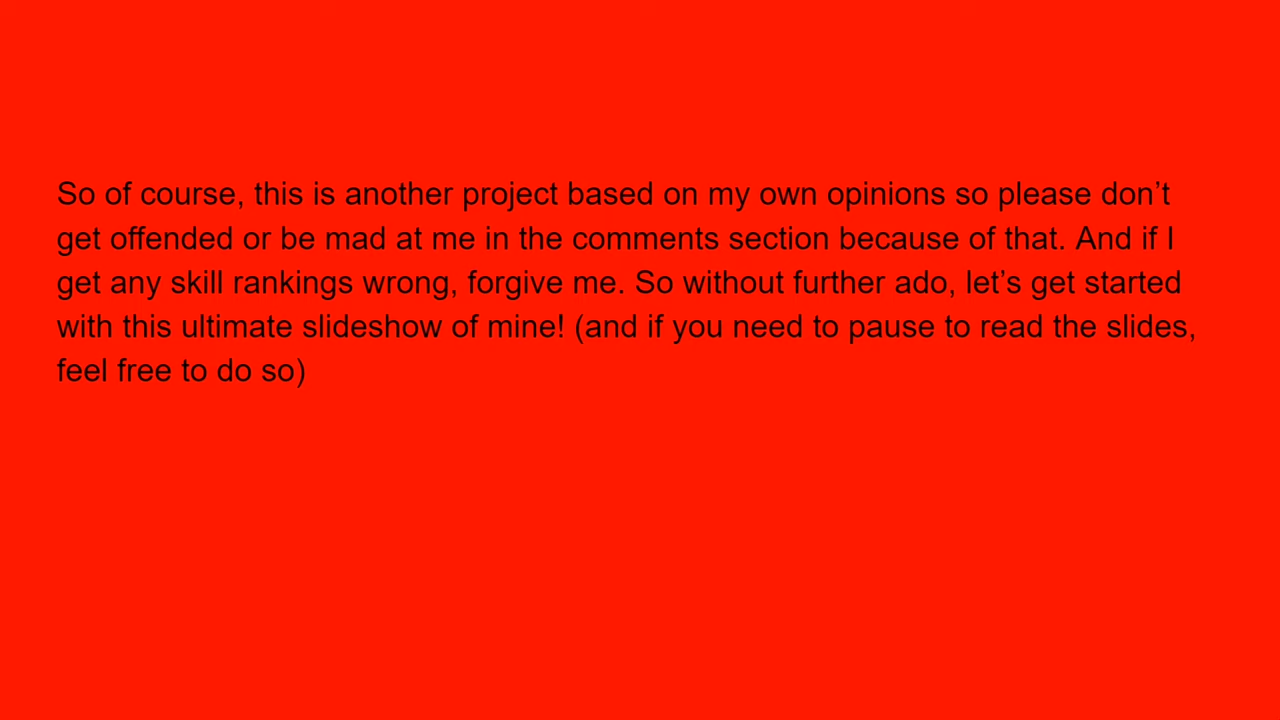 So of course, this is another project based on my own opinions so please don’t
get offended or be mad at me in the comments section because of that. And if I
get any skill rankings wrong, forgive me. So without further ado, let’s get started
with this ultimate slideshow of mine! (and if you need to pause to read the slides,
feel free to do so)